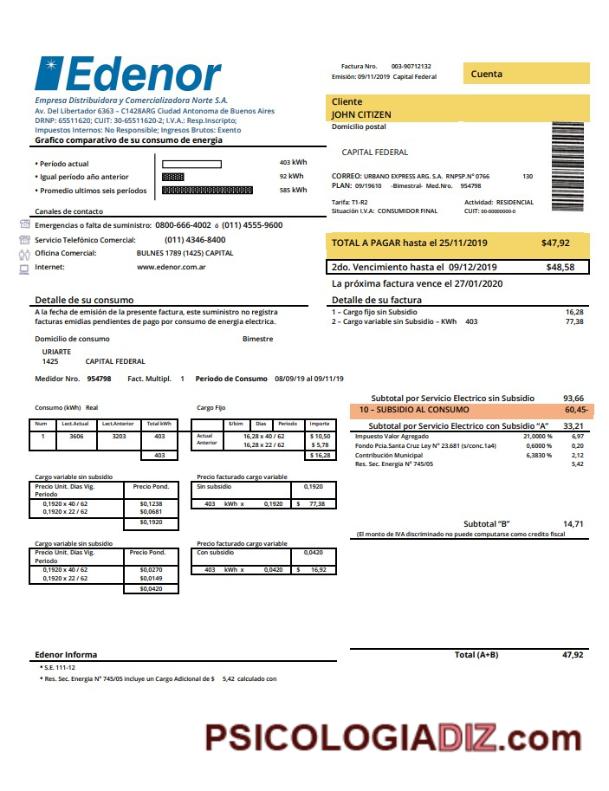 Edenor
Empresa Distribuidora y Comercializadora Norte S.A.
Av. Del Libertador 6363 – C1428ARG Ciudad Antonoma de Buenos Aires
DNRP: 65511620; CUIT: 30-65511620-2; I.V.A.: Resp.Inscripto;
Impuestos Internos: No Responsible; Ingresos Brutos: Exento
Grafico comparativo de su consumo de energia
• Período actual 403 kWh
• Igual período año anterior 92 kWh
• Promedio ultimos seis períodos 585 kWh
Canales de contacto
Emergencias o falta de suministro: 0800-666-4002 ó (011) 4555-9600
Servicio Telefónico Comercial: (011) 4346-8400
Oficina Comercial: BULNES 1789 (1425) CAPITAL
Internet: www.edenor.com.ar
Factura Nro. 003-90712132
Emisión: 09/11/2019 Capital Federal
Cuenta
Cliente
JOHN CITIZEN
Domicilio postal
CAPITAL FEDERAL
CORREO: URBANO EXPRESS ARG. S.A. RNPSP.Nº 0766 130
PLAN: 09/19610 -Bimestral- Med.Nro. 954798
Tarifa: T1-R2 Actividad: RESIDENCIAL
Situación I.V.A: CONSUMIDOR FINAL CUIT: 00-00000000-0
TOTAL A PAGAR hasta el 25/11/2019 $47,92
2do. Vencimiento hasta el 09/12/2019 $48,58
La próxima factura vence el 27/01/2020
Detalle de su consumo
A la fecha de emisión de la presente factura, este suministro no registra
facturas emidias pendientes de pago por consumo de energia electrica.
Domicilio de consumo Bimestre
URIARTE
1425 CAPITAL FEDERAL
Medidor Nro. 954798 Fact. Multipl. 1 Periodo de Consumo 08/09/19 al 09/11/19
Detalle de su factura
1 – Cargo fijo sin Subsidio 16,28
2 – Cargo variable sin Subsidio – KWh 403 77,38
Subtotal por Servicio Electrico sin Subsidio 93,66
10 – SUBSIDIO AL CONSUMO 60,45-
Subtotal por Servicio Electrico con Subsidio "A" 33,21
Impuesto Valor Agregado 21,0000 % 6,97
Fondo Pcia.Santa Cruz Ley Nº 23.681 (s/conc.1a4) 0,6000 % 0,20
Contribución Municipal 6,3830 % 2,12
Res. Sec. Energia Nº 745/05 5,42
Subtotal "B" 14,71
(El monto de IVA discriminado no puede computarse como credito fiscal
Consumo (kWh) Real
Num Lect.Actual Lect.Anterior Total kWh
1 3606 3203 403
403
Cargo Fijo
$/bim Dias Periodo Importe
Actual 16,28 x 40 / 62 $ 10,50
Anterior 16,28 x 22 / 62 $ 5,78
$ 16,28
Cargo variable sin subsidio
Precio Unit. Dias Vig. Precio Pond.
Periodo
0,1920 x 40 / 62 $0,1238
0,1920 x 22 / 62 $0,0681
$0,1920
Precio facturado cargo variable
Sin subsidio 0,1920
403 kWh x 0,1920 $ 77,38
Cargo variable sin subsidio
Precio Unit. Dias Vig. Precio Pond.
Periodo
0,1920 x 40 / 62 $0,0270
0,1920 x 22 / 62 $0,0149
$0,0420
Precio facturado cargo variable
Con subsidio 0,0420
403 kWh x 0,0420 $ 16,92
Edenor Informa
* S.E. 111-12
* Res. Sec. Energia Nº 745/05 incluye un Cargo Adicional de $ 5,42 calculado con
Total (A+B) 47,92
PSICOLOGIADIZ.com